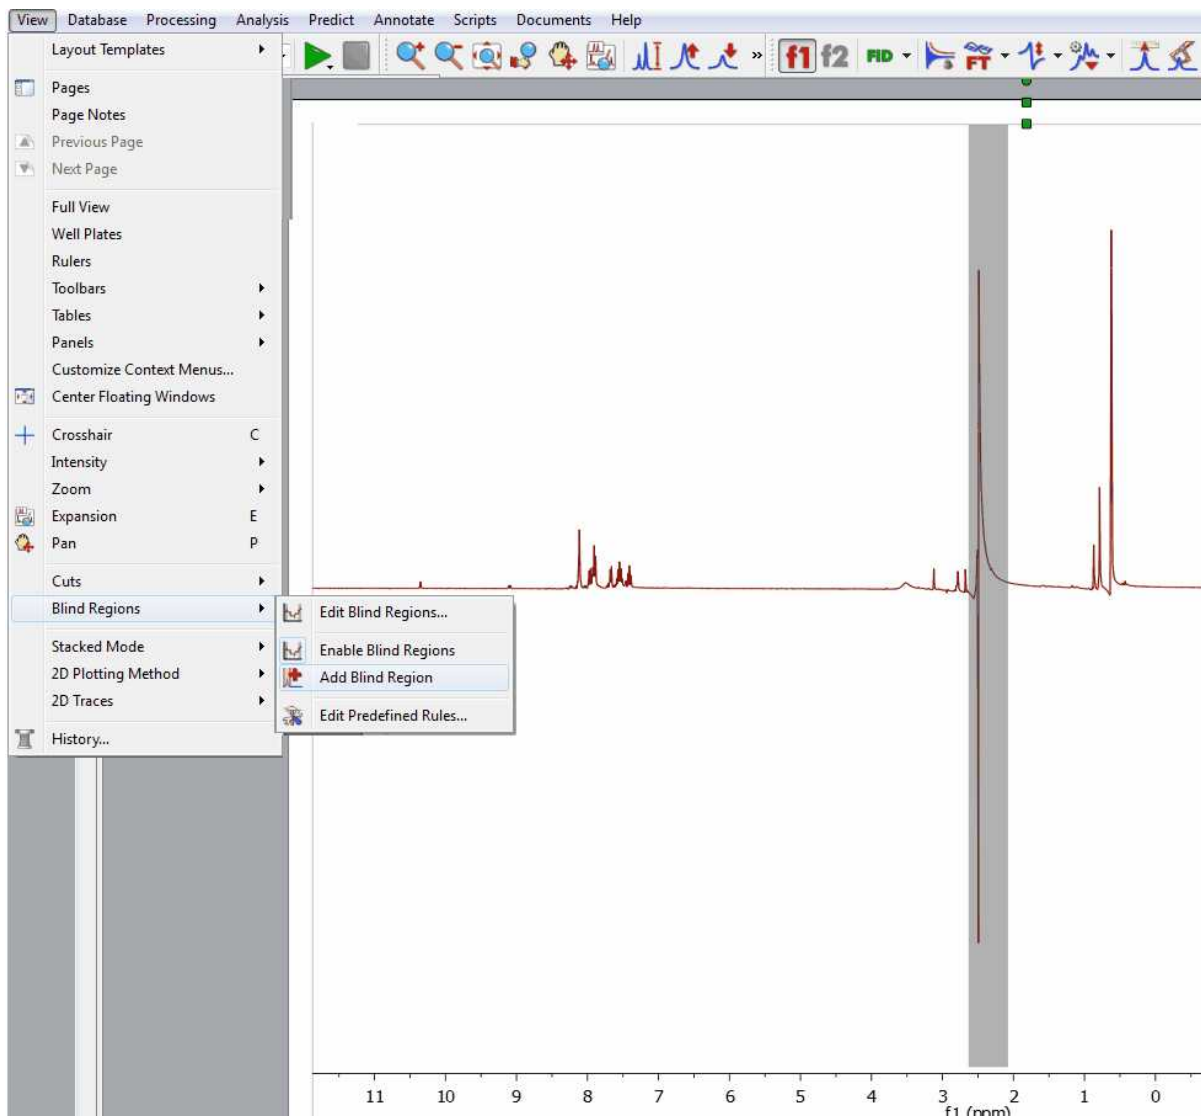 View Database Processing Analysis Predict Annotate Scripts Documents Help
Layout Templates
f1 f2 FID FT
Pages
Page Notes
Previous Page
Next Page
Full View
Well Plates
Rulers
Toolbars
Tables
Panels
Customize Context Menus...
Center Floating Windows
Crosshair C
Intensity
Zoom
Expansion E
Pan P
Cuts
Blind Regions
Edit Blind Regions...
Stacked Mode
Enable Blind Regions
2D Plotting Method
Add Blind Region
2D Traces
Edit Predefined Rules...
History...
11 10 9 8 7 6 5 4 3 2 1 0
f1 (ppm)